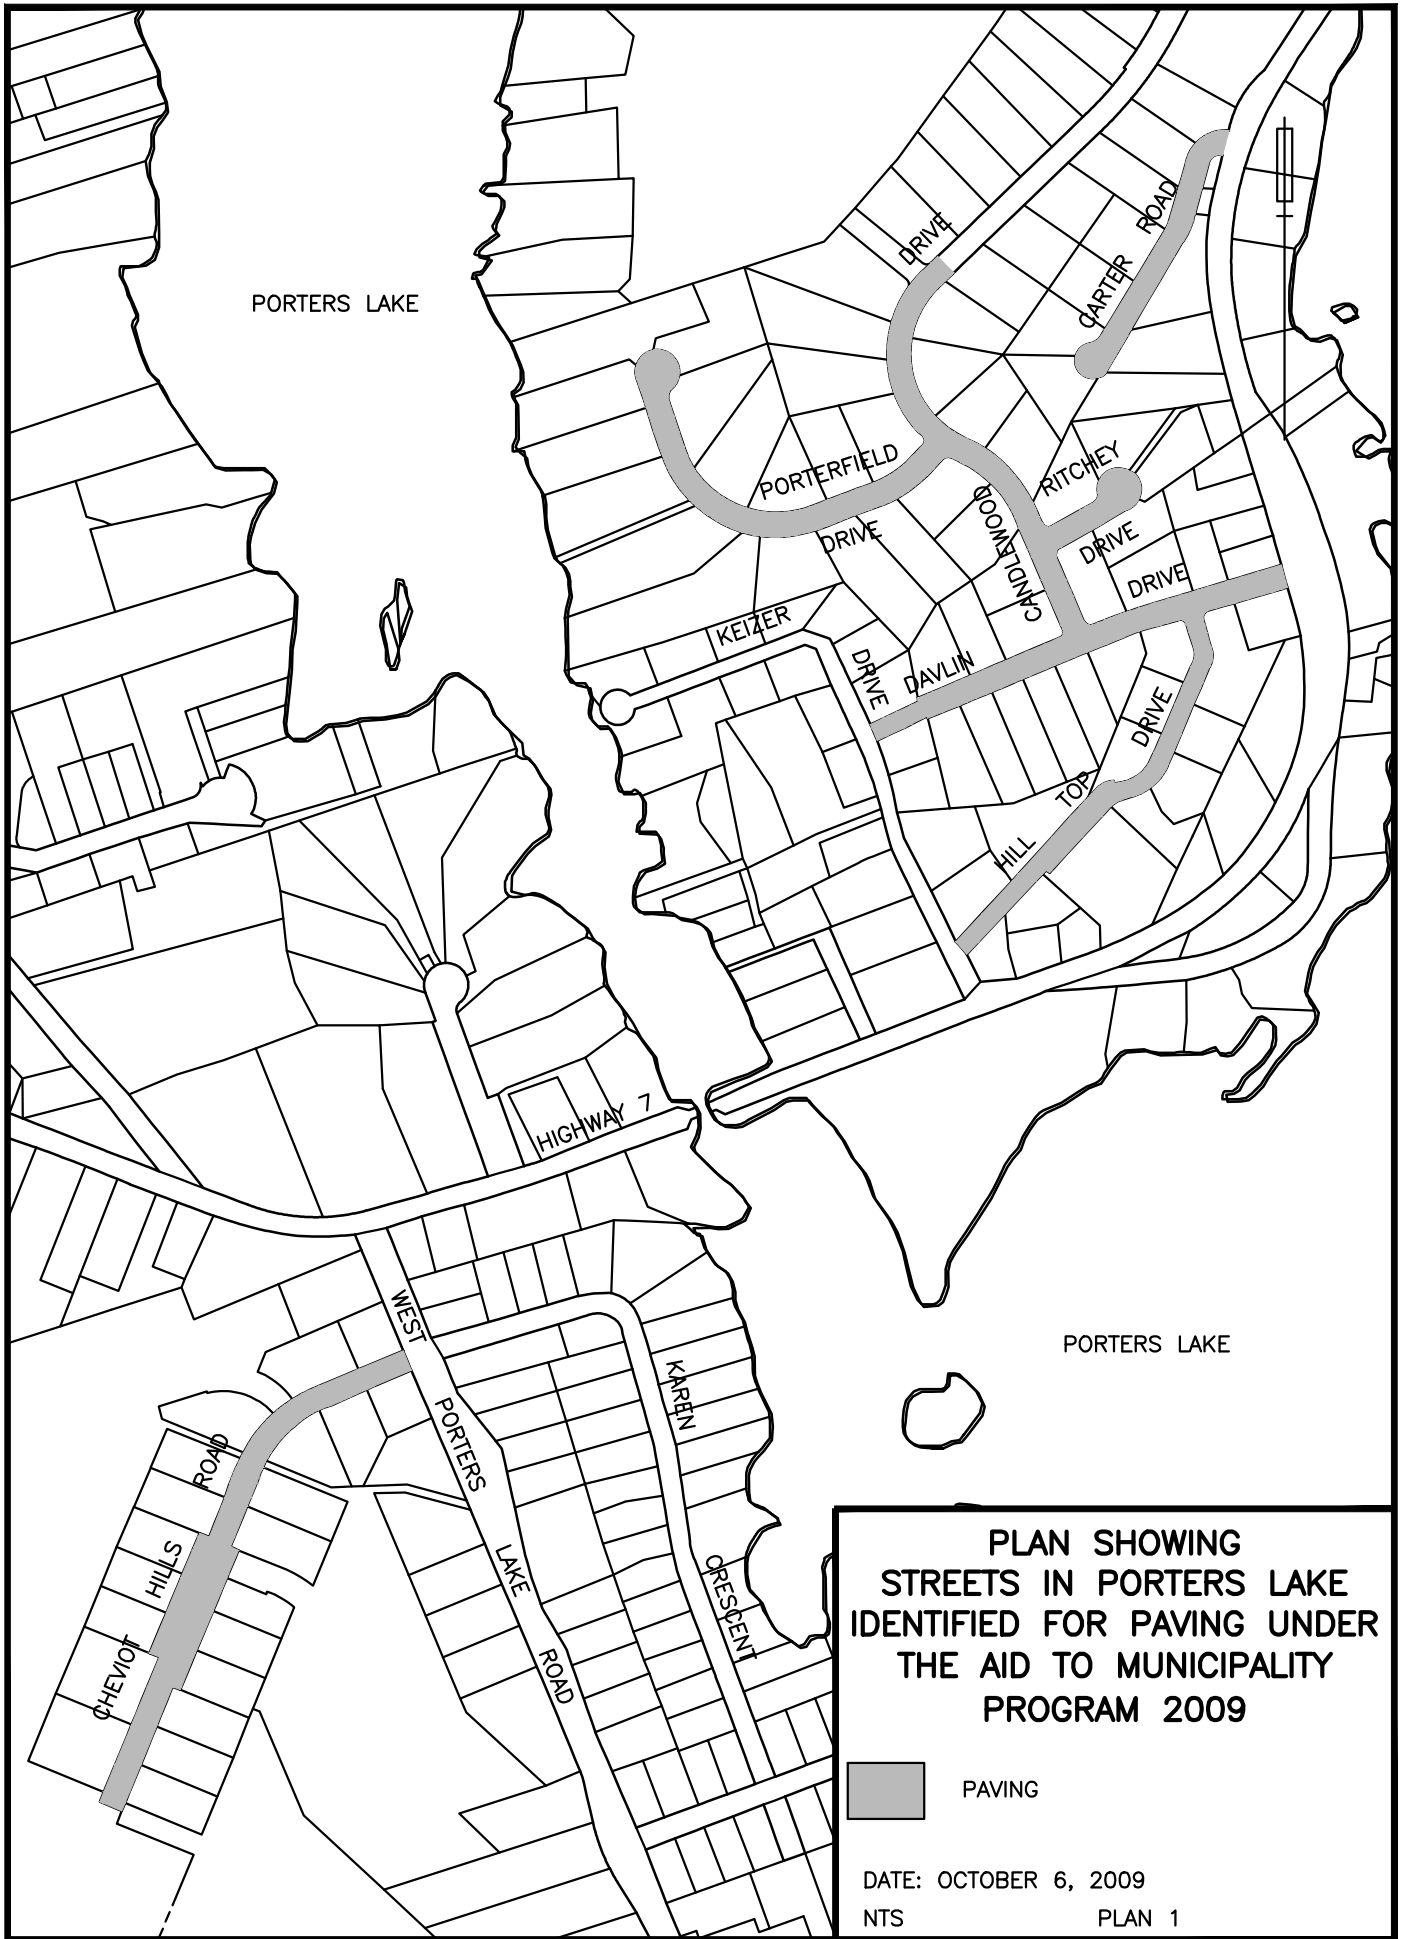 DRIVE
CARTER ROAD
PORTERS LAKE
PORTERFIELD
DRIVE
CANDLEWOOD
RITCHEY
DRIVE
DRIVE
KEIZER
DRIVE
DAVLIN
HILL TOP DRIVE
HIGHWAY 7
WEST PORTERS LAKE ROAD
KAREN CRESCENT
PORTERS LAKE
CHEVIOT HILLS ROAD
PLAN SHOWING
STREETS IN PORTERS LAKE
IDENTIFIED FOR PAVING UNDER
THE AID TO MUNICIPALITY
PROGRAM 2009
PAVING
DATE: OCTOBER 6, 2009
NTS PLAN 1